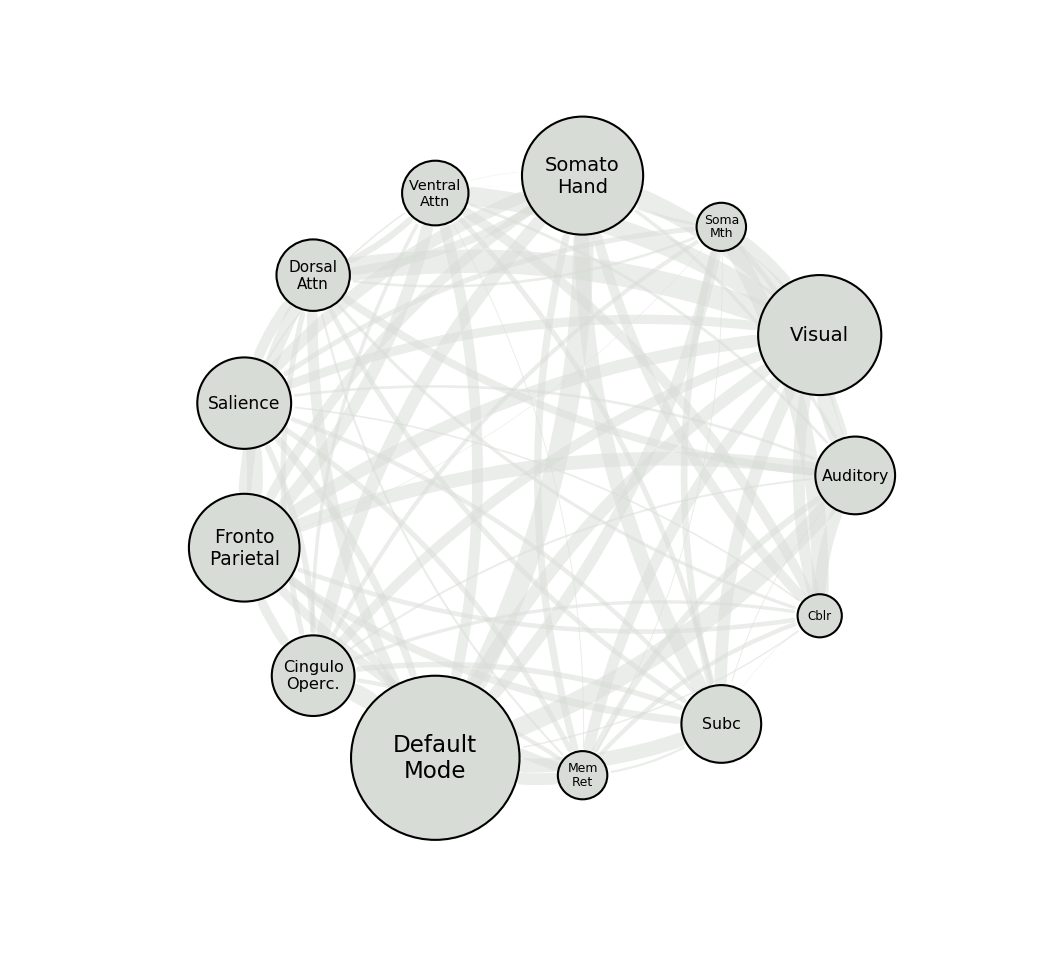 Somato
Hand
Ventral
Attn
Soma
Mth
Dorsal
Attn
Visual
Salience
Auditory
Fronto
Parietal
Cblr
Cingulo
Operc.
Subc
Default
Mode
Mem
Ret